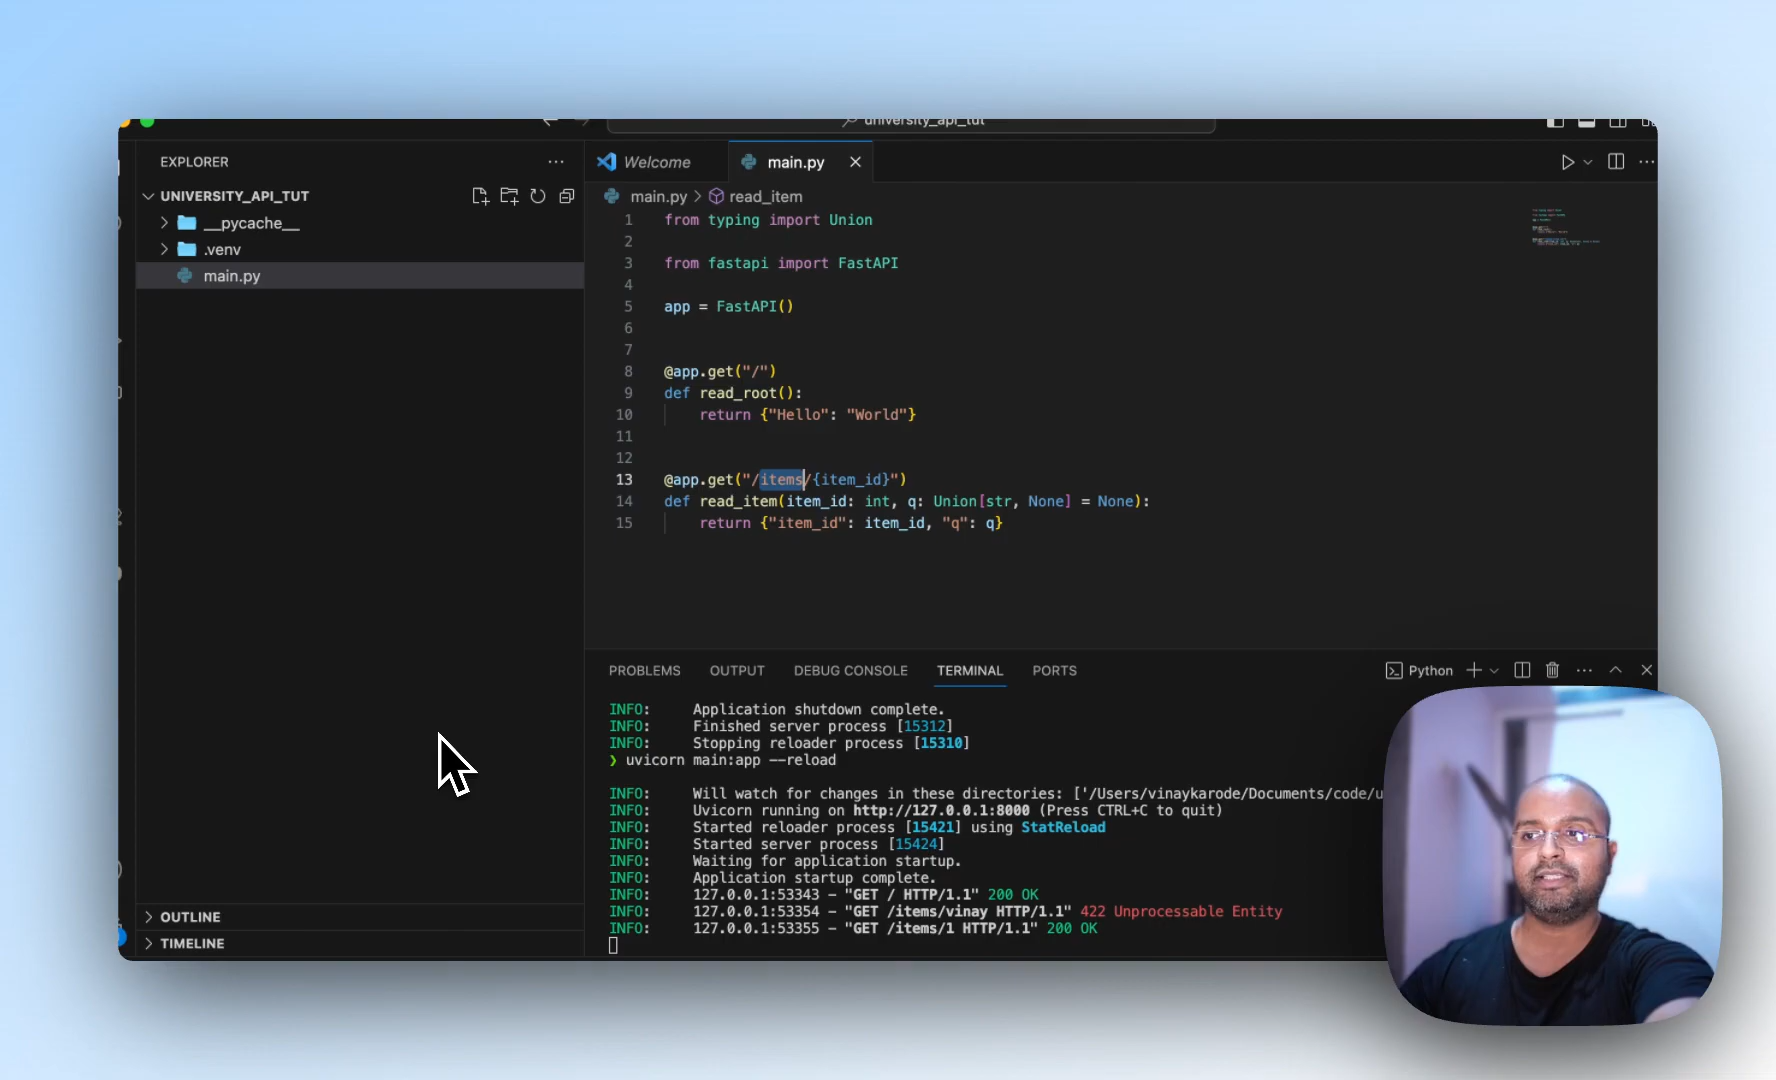 university_api_tut
EXPLORER
Welcome
main.py
UNIVERSITY_API_TUT
main.py > read_item
__pycache__
.venv
main.py
1 from typing import Union
2
3 from fastapi import FastAPI
4
5 app = FastAPI()
6
7
8 @app.get("/")
9 def read_root():
10 return {"Hello": "World"}
11
12
13 @app.get("/items/{item_id}")
14 def read_item(item_id: int, q: Union[str, None] = None):
15 return {"item_id": item_id, "q": q}
PROBLEMS OUTPUT DEBUG CONSOLE TERMINAL PORTS
Python
INFO: Application shutdown complete.
INFO: Finished server process [15312]
INFO: Stopping reloader process [15310]
❯ uvicorn main:app --reload
INFO: Will watch for changes in these directories: ['/Users/vinaykarode/Documents/code/u
INFO: Uvicorn running on http://127.0.0.1:8000 (Press CTRL+C to quit)
INFO: Started reloader process [15421] using StatReload
INFO: Started server process [15424]
INFO: Waiting for application startup.
INFO: Application startup complete.
INFO: 127.0.0.1:53343 - "GET / HTTP/1.1" 200 OK
INFO: 127.0.0.1:53354 - "GET /items/vinay HTTP/1.1" 422 Unprocessable Entity
INFO: 127.0.0.1:53355 - "GET /items/1 HTTP/1.1" 200 OK
OUTLINE
TIMELINE